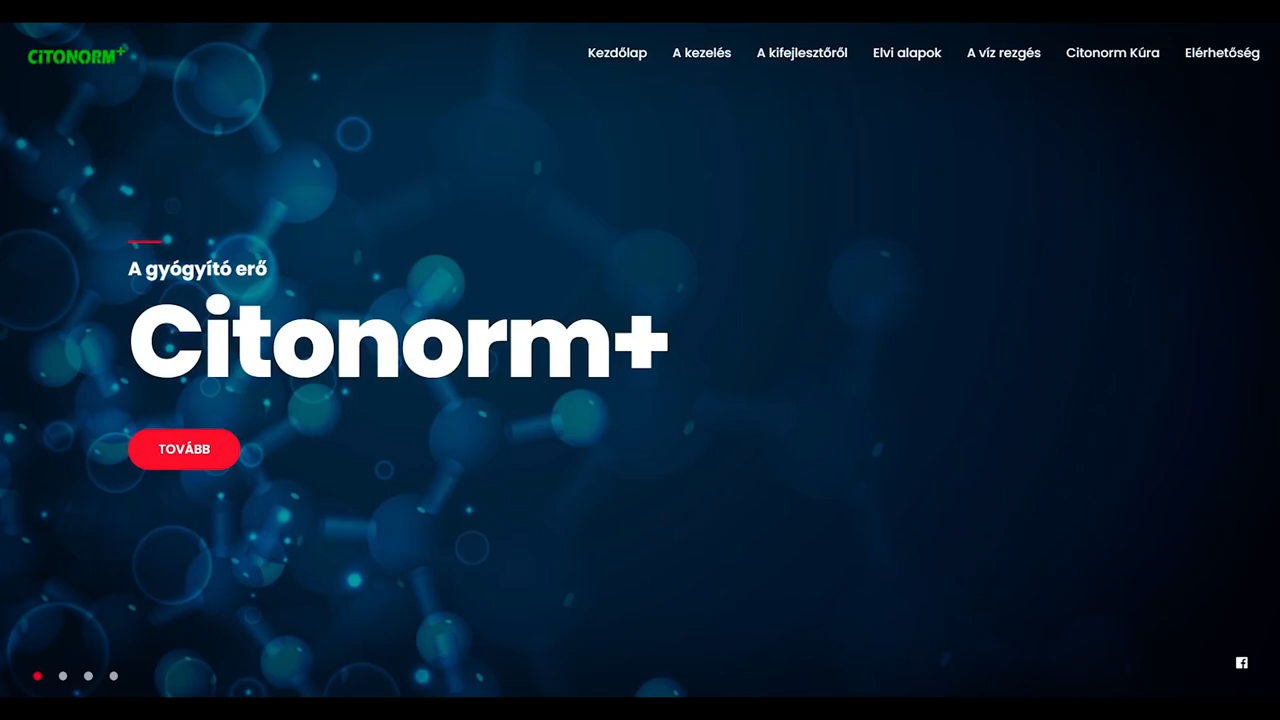 CiTONORM+
Kezdőlap A kezelés A kifejlesztőről Elvi alapok A víz rezgés Citonorm Kúra Elérhetőség
A gyógyító erő
Citonorm+
TOVÁBB